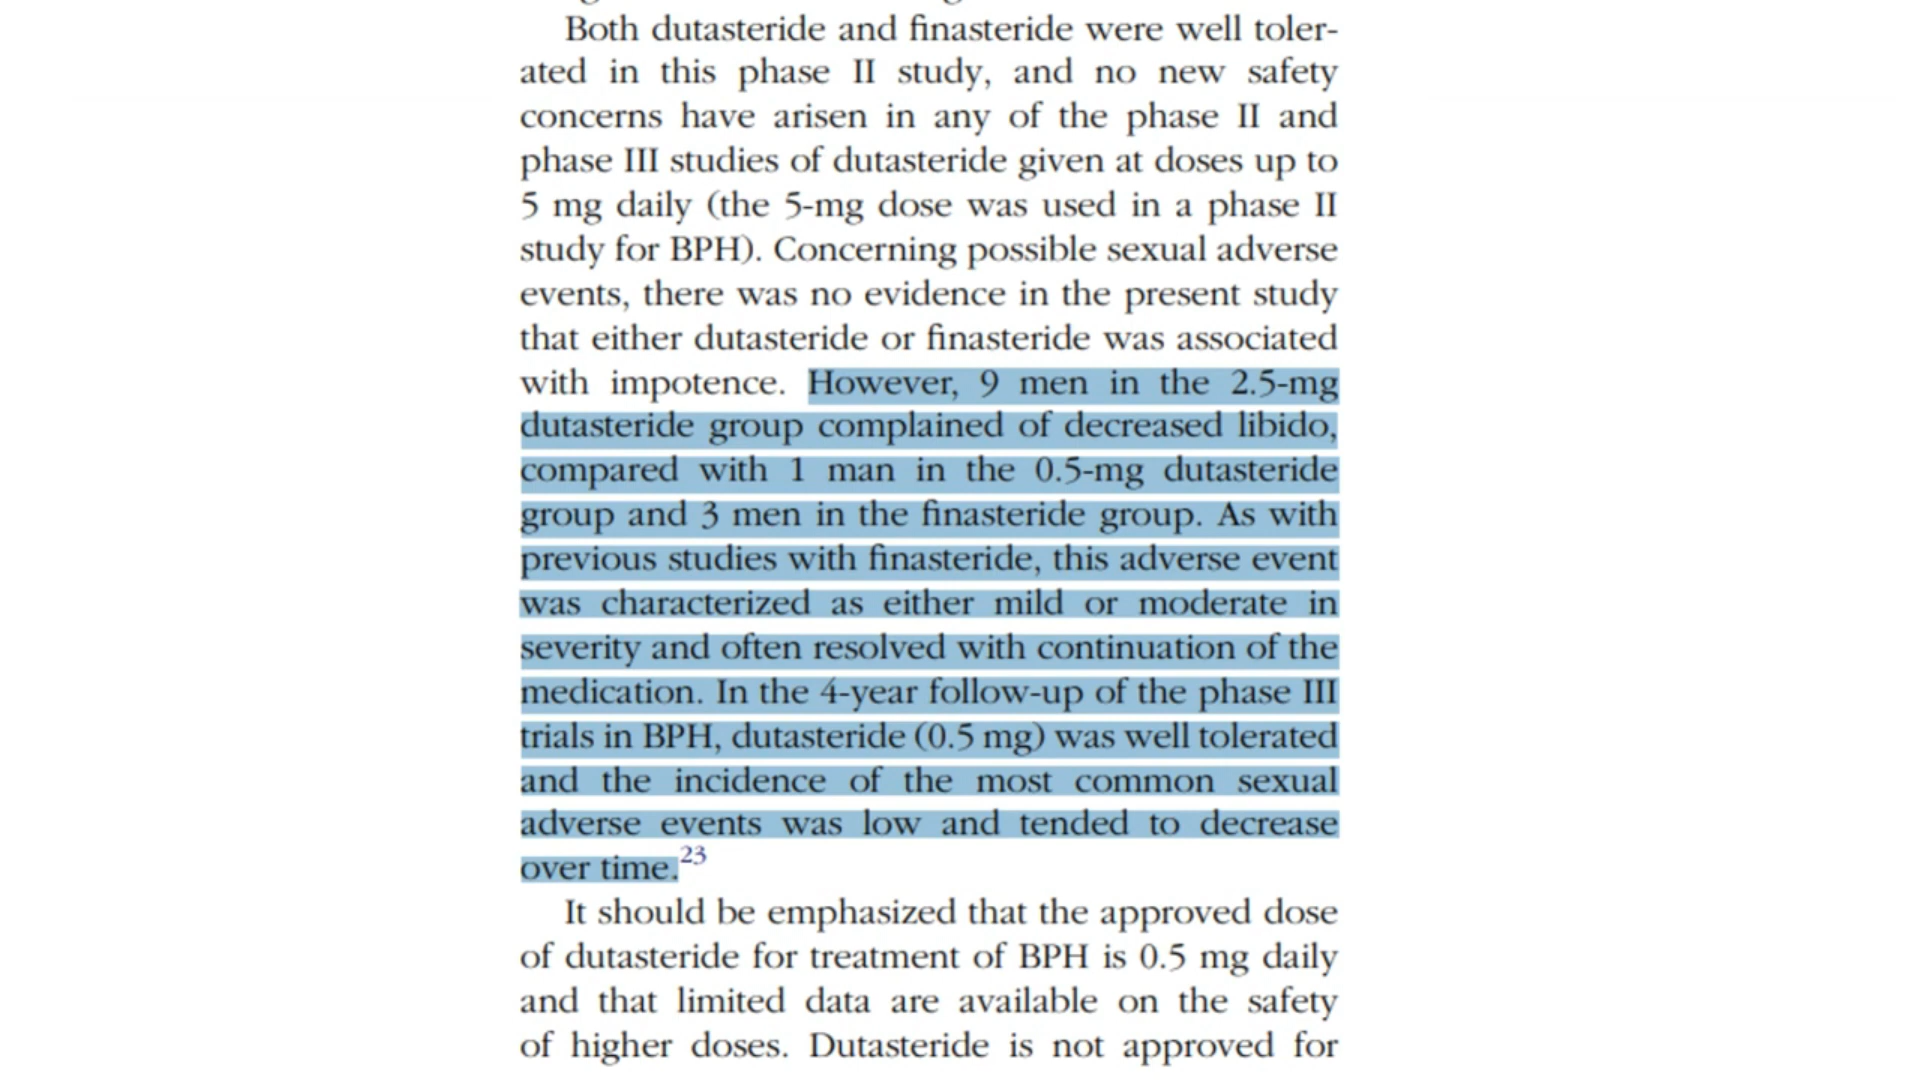 Both dutasteride and finasteride were well toler-
ated in this phase II study, and no new safety
concerns have arisen in any of the phase II and
phase III studies of dutasteride given at doses up to
5 mg daily (the 5-mg dose was used in a phase II
study for BPH). Concerning possible sexual adverse
events, there was no evidence in the present study
that either dutasteride or finasteride was associated
with impotence. However, 9 men in the 2.5-mg
dutasteride group complained of decreased libido,
compared with 1 man in the 0.5-mg dutasteride
group and 3 men in the finasteride group. As with
previous studies with finasteride, this adverse event
was characterized as either mild or moderate in
severity and often resolved with continuation of the
medication. In the 4-year follow-up of the phase III
trials in BPH, dutasteride (0.5 mg) was well tolerated
and the incidence of the most common sexual
adverse events was low and tended to decrease
over time.23
It should be emphasized that the approved dose
of dutasteride for treatment of BPH is 0.5 mg daily
and that limited data are available on the safety
of higher doses. Dutasteride is not approved for